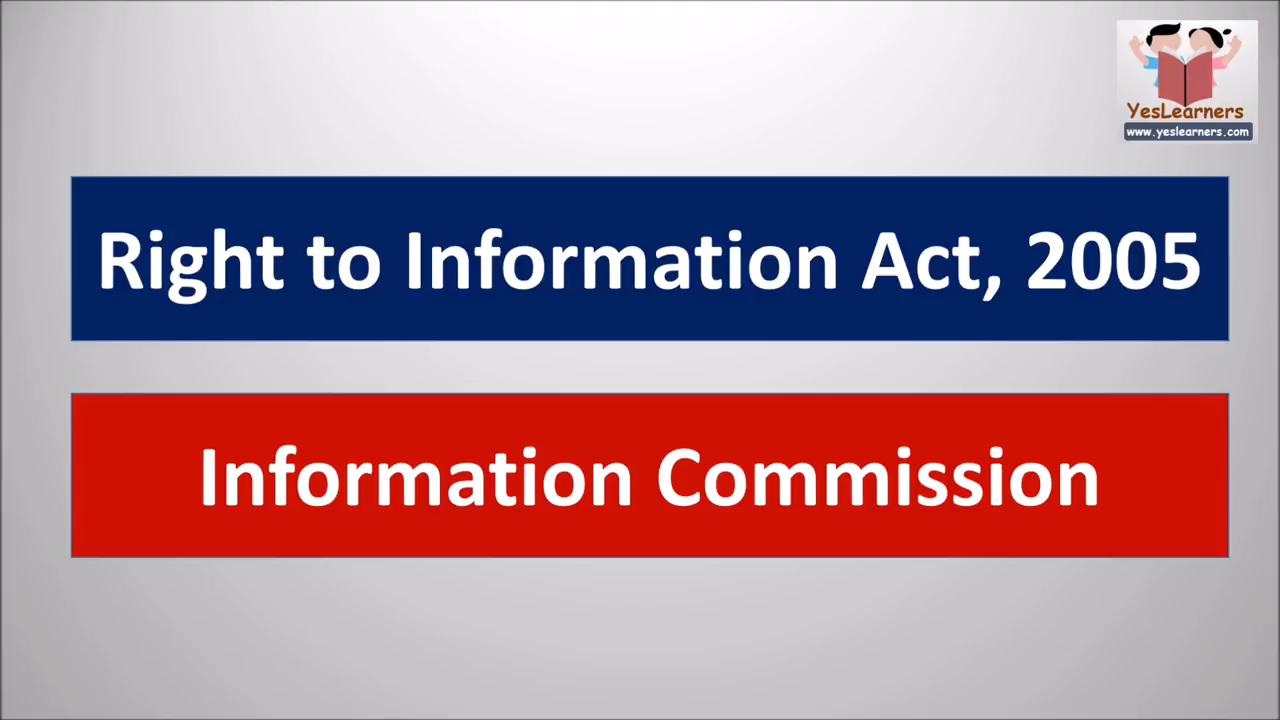 YesLearners
www.yeslearners.com
Right to Information Act, 2005
Information Commission